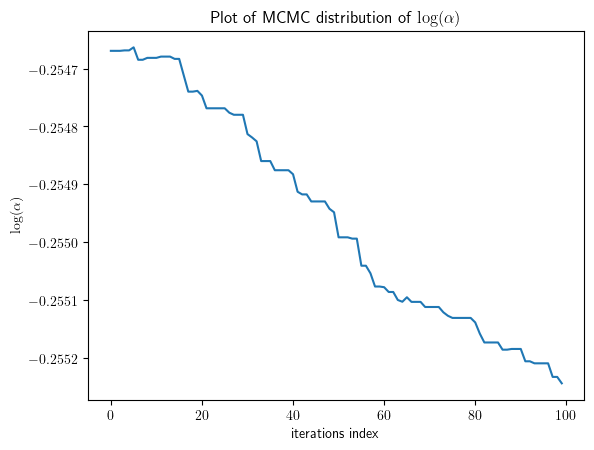 Plot of MCMC distribution of log(α)
−0.2547
−0.2548
−0.2549
−0.2550
−0.2551
−0.2552
log(α)
0 20 40 60 80 100
iterations index